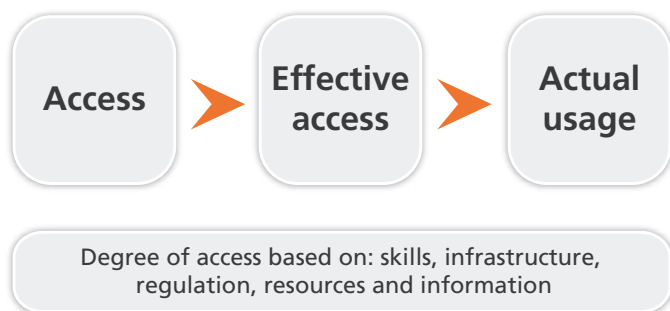 Access
Effective
access
Actual
usage
Degree of access based on: skills, infrastructure,
regulation, resources and information